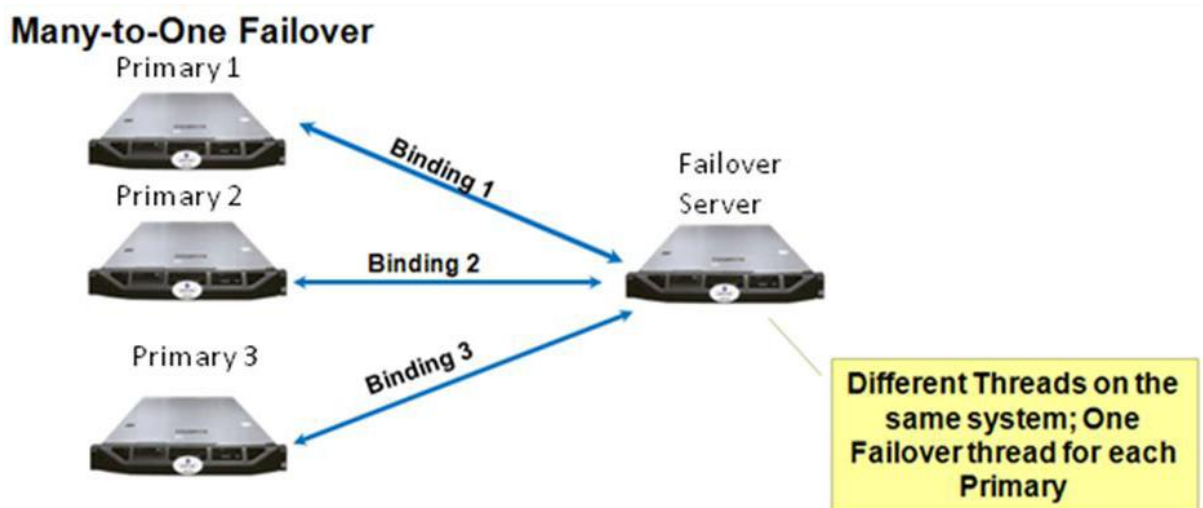 Many-to-One Failover
Primary 1
Binding 1
Primary 2
Binding 2
Primary 3
Binding 3
Failover
Server
Different Threads on the
same system; One
Failover thread for each
Primary